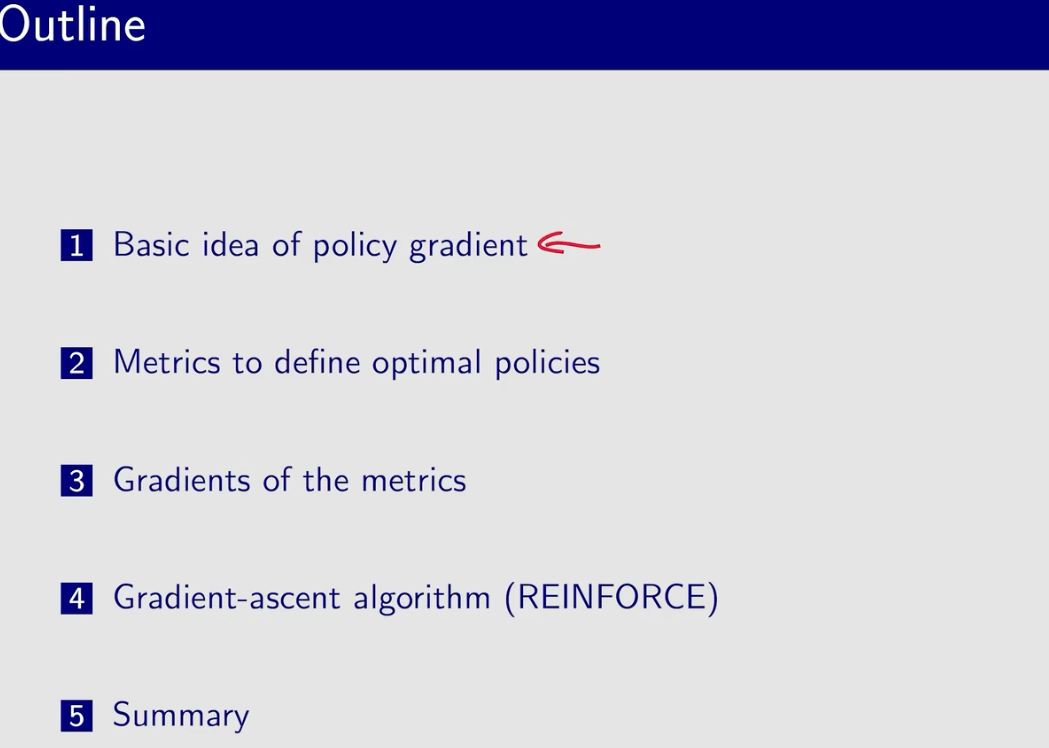 Outline
1 Basic idea of policy gradient
2 Metrics to define optimal policies
3 Gradients of the metrics
4 Gradient-ascent algorithm (REINFORCE)
5 Summary